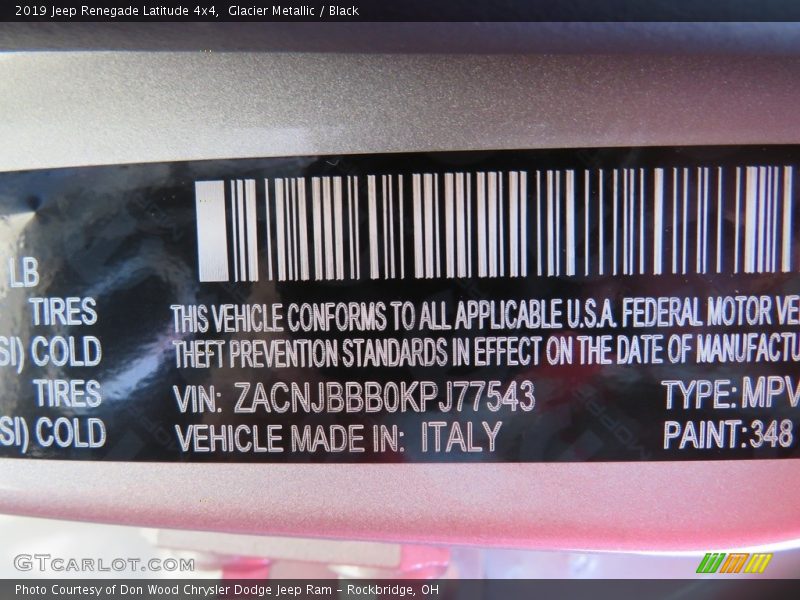 2019 Jeep Renegade Latitude 4x4,  Glacier Metallic / Black
LB
TIRES
SI) COLD
TIRES
SI) COLD
THIS VEHICLE CONFORMS TO ALL APPLICABLE U.S.A. FEDERAL MOTOR VE
THEFT PREVENTION STANDARDS IN EFFECT ON THE DATE OF MANUFACTU
VIN: ZACNJBBB0KPJ77543 TYPE: MPV
VEHICLE MADE IN: ITALY PAINT:348
GTCARLOT.COM
Photo Courtesy of Don Wood Chrysler Dodge Jeep Ram – Rockbridge, OH